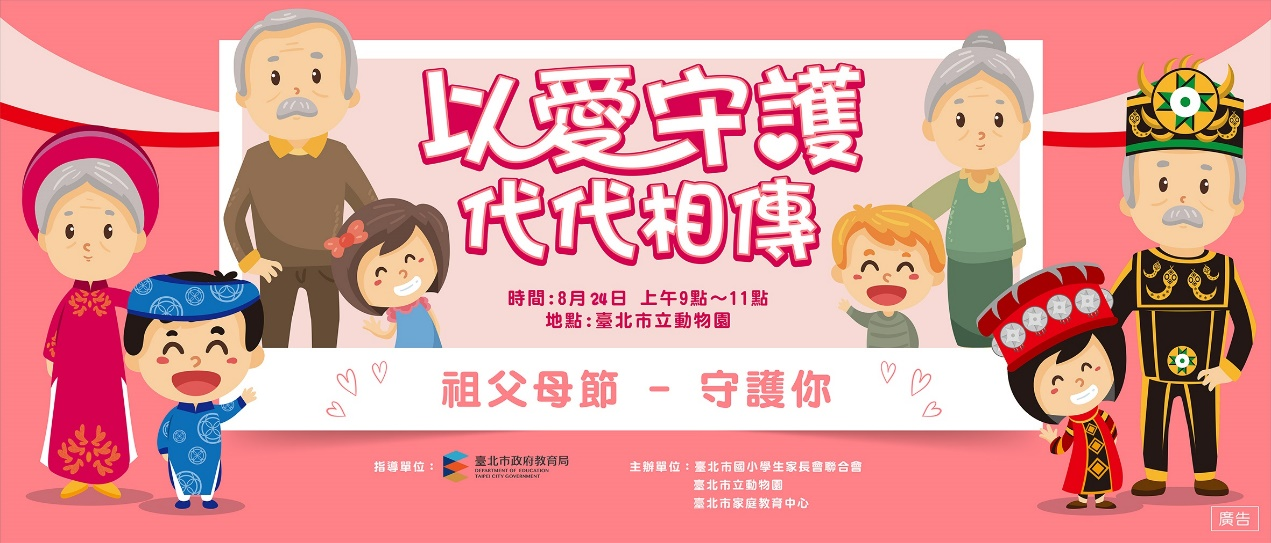 以愛守護
代代相傳
時間:8月24日 上午9點～11點
地點:臺北市立動物園
祖父母節 - 守護你
指導單位：臺北市政府教育局
DEPARTMENT OF EDUCATION
TAIPEI CITY GOVERNMENT
主辦單位：臺北市國小學生家長會聯合會
臺北市立動物園
臺北市家庭教育中心
廣告